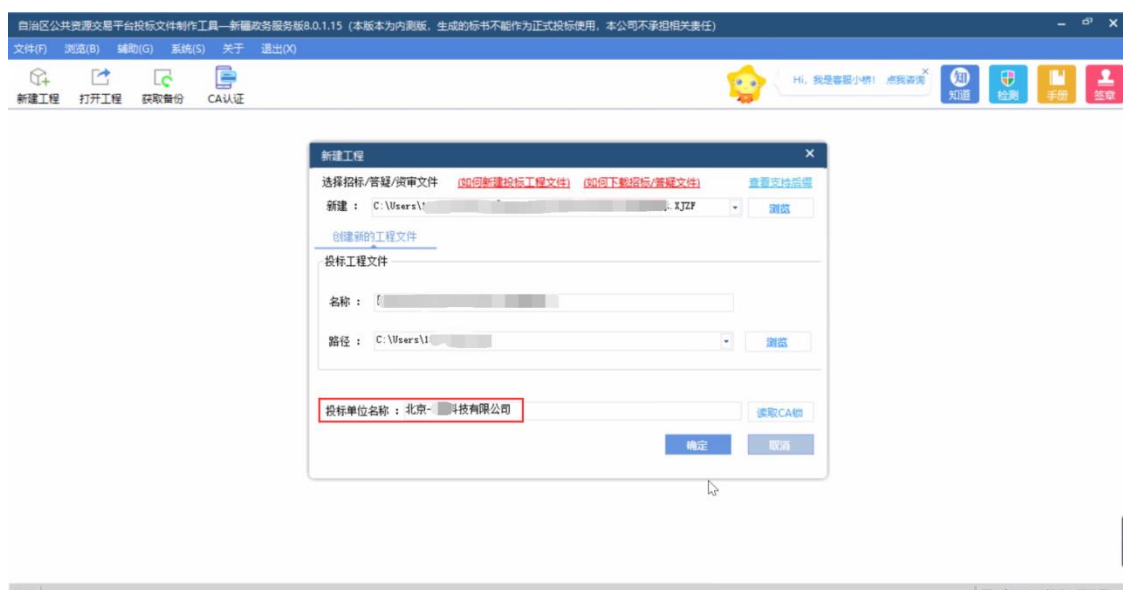 自治区公共资源交易平台投标文件制作工具—新疆政务服务版8.0.1.15（本版本为内测版，生成的标书不能作为正式投标使用，本公司不承担相关责任）
文件(F) 浏览(B) 辅助(G) 系统(S) 关于 退出(X)
新建工程 打开工程 获取备份 CA认证
Hi，我是客服小桥！ 点我咨询
知
知道 检测 手册 签章
新建工程
选择招标/答疑/资审文件 (如何新建投标工程文件) (如何下载招标/答疑文件) 查看支持后缀
新建 : C:\Users\ .XJZF 浏览
创建新的工程文件
投标工程文件
名称 :
路径 : C:\Users\1 浏览
投标单位名称 : 北京- 科技有限公司 读取CA锁
确定 取消